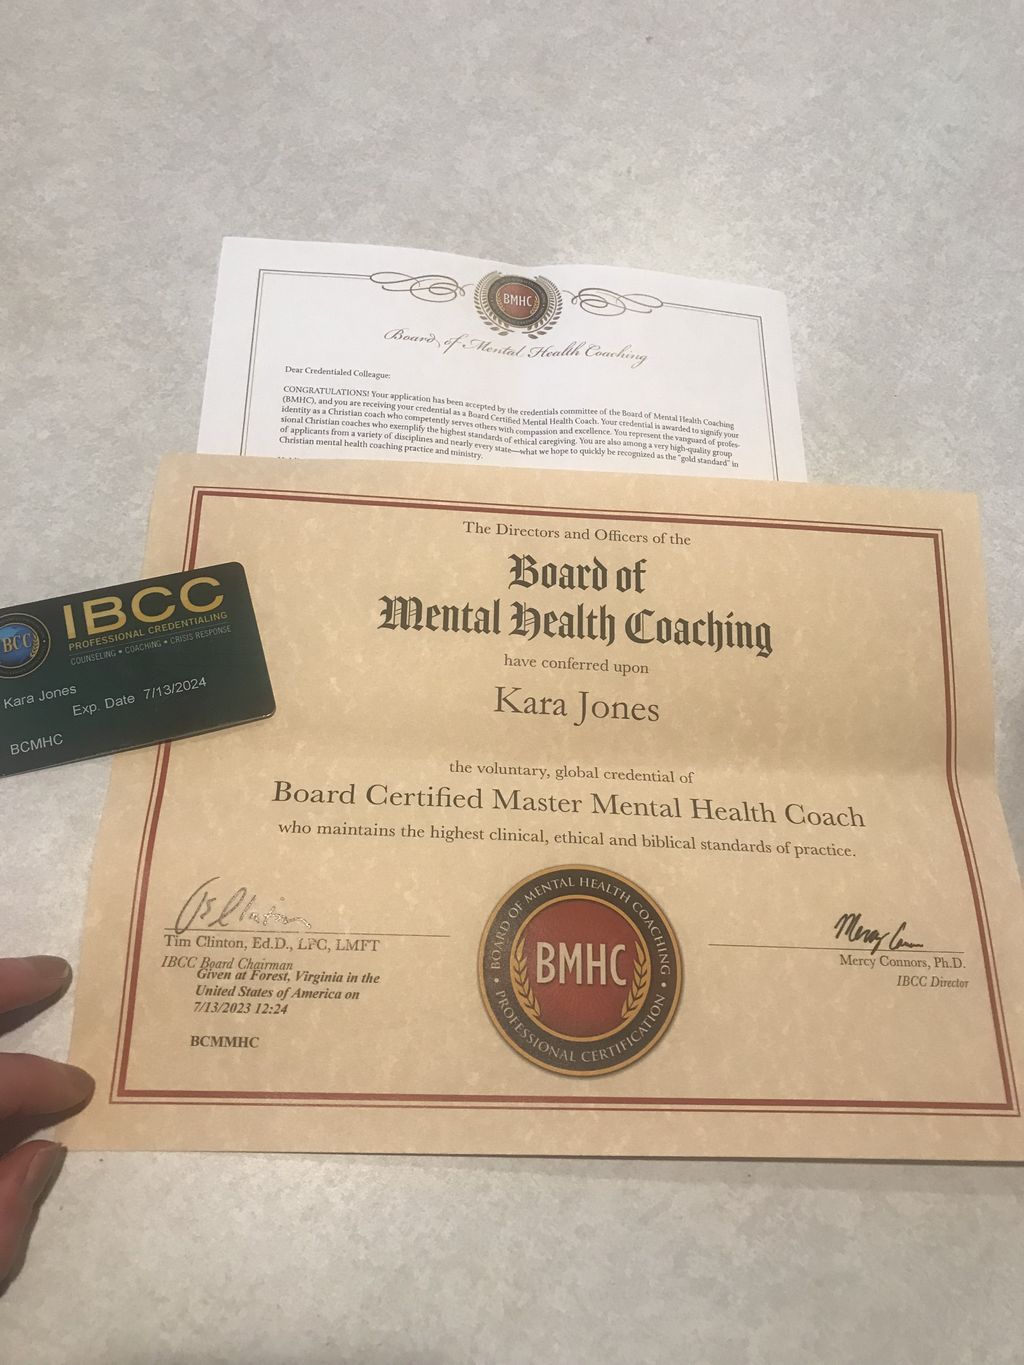 BMHC
Board of Mental Health Coaching
Dear Credentialed Colleague:
CONGRATULATIONS! Your application has been accepted by the credentials committee of the Board of Mental Health Coaching
(BMHC), and you are receiving your credential as a Board Certified Mental Health Coach. Your credential is awarded to signify your
identity as a Christian coach who competently serves others with compassion and excellence. You represent the vanguard of profes-
sional Christian coaches who exemplify the highest standards of ethical caregiving. You are also among a very high-quality group
of applicants from a variety of disciplines and nearly every state—what we hope to quickly be recognized as the "gold standard" in
Christian mental health coaching practice and ministry.
The Directors and Officers of the
Board of
Mental Health Coaching
have conferred upon
Kara Jones
the voluntary, global credential of
Board Certified Master Mental Health Coach
who maintains the highest clinical, ethical and biblical standards of practice.
Tim Clinton, Ed.D., LPC, LMFT
IBCC Board Chairman
Given at Forest, Virginia in the
United States of America on
7/13/2023 12:24
BCMMHC
BOARD OF MENTAL HEALTH COACHING
BMHC
PROFESSIONAL CERTIFICATION
Mercy Connors, Ph.D.
IBCC Director
BCC
IBCC
PROFESSIONAL CREDENTIALING
COUNSELING • COACHING • CRISIS RESPONSE
Kara Jones
Exp. Date 7/13/2024
BCMHC